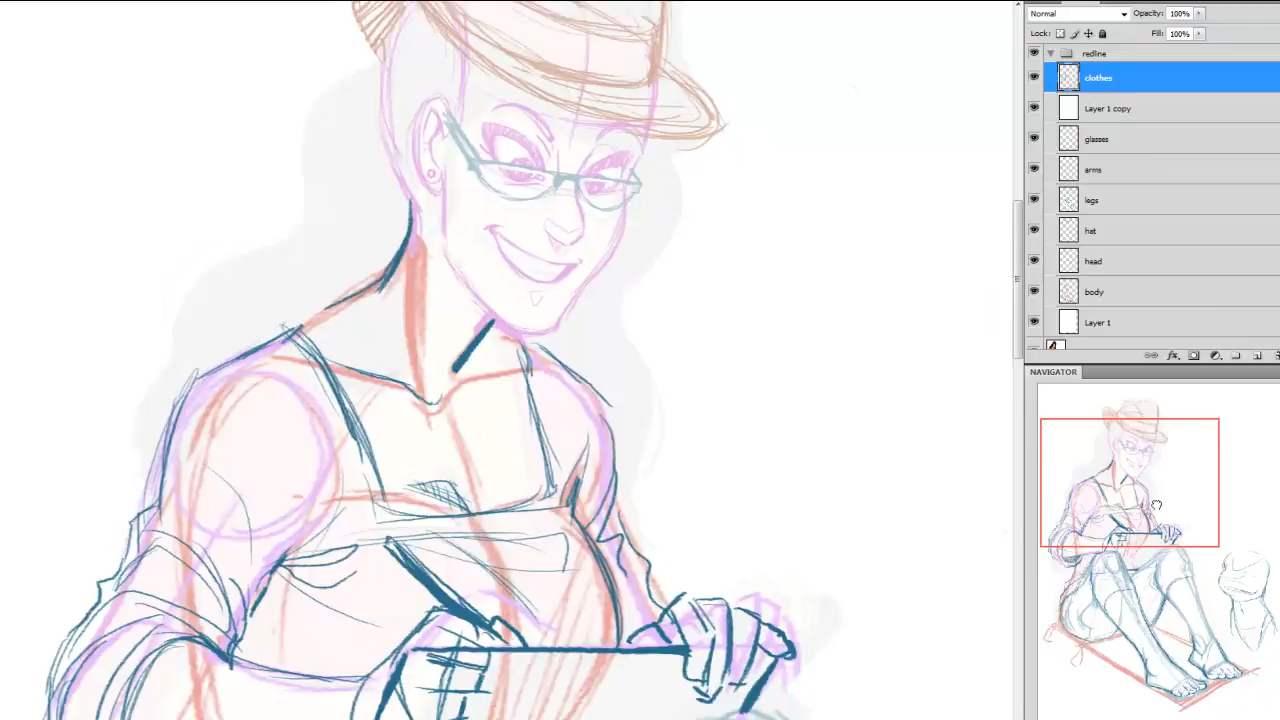 Normal Opacity: 100%
Lock: Fill: 100%
redline
clothes
Layer 1 copy
glasses
arms
legs
hat
head
body
Layer 1
NAVIGATOR